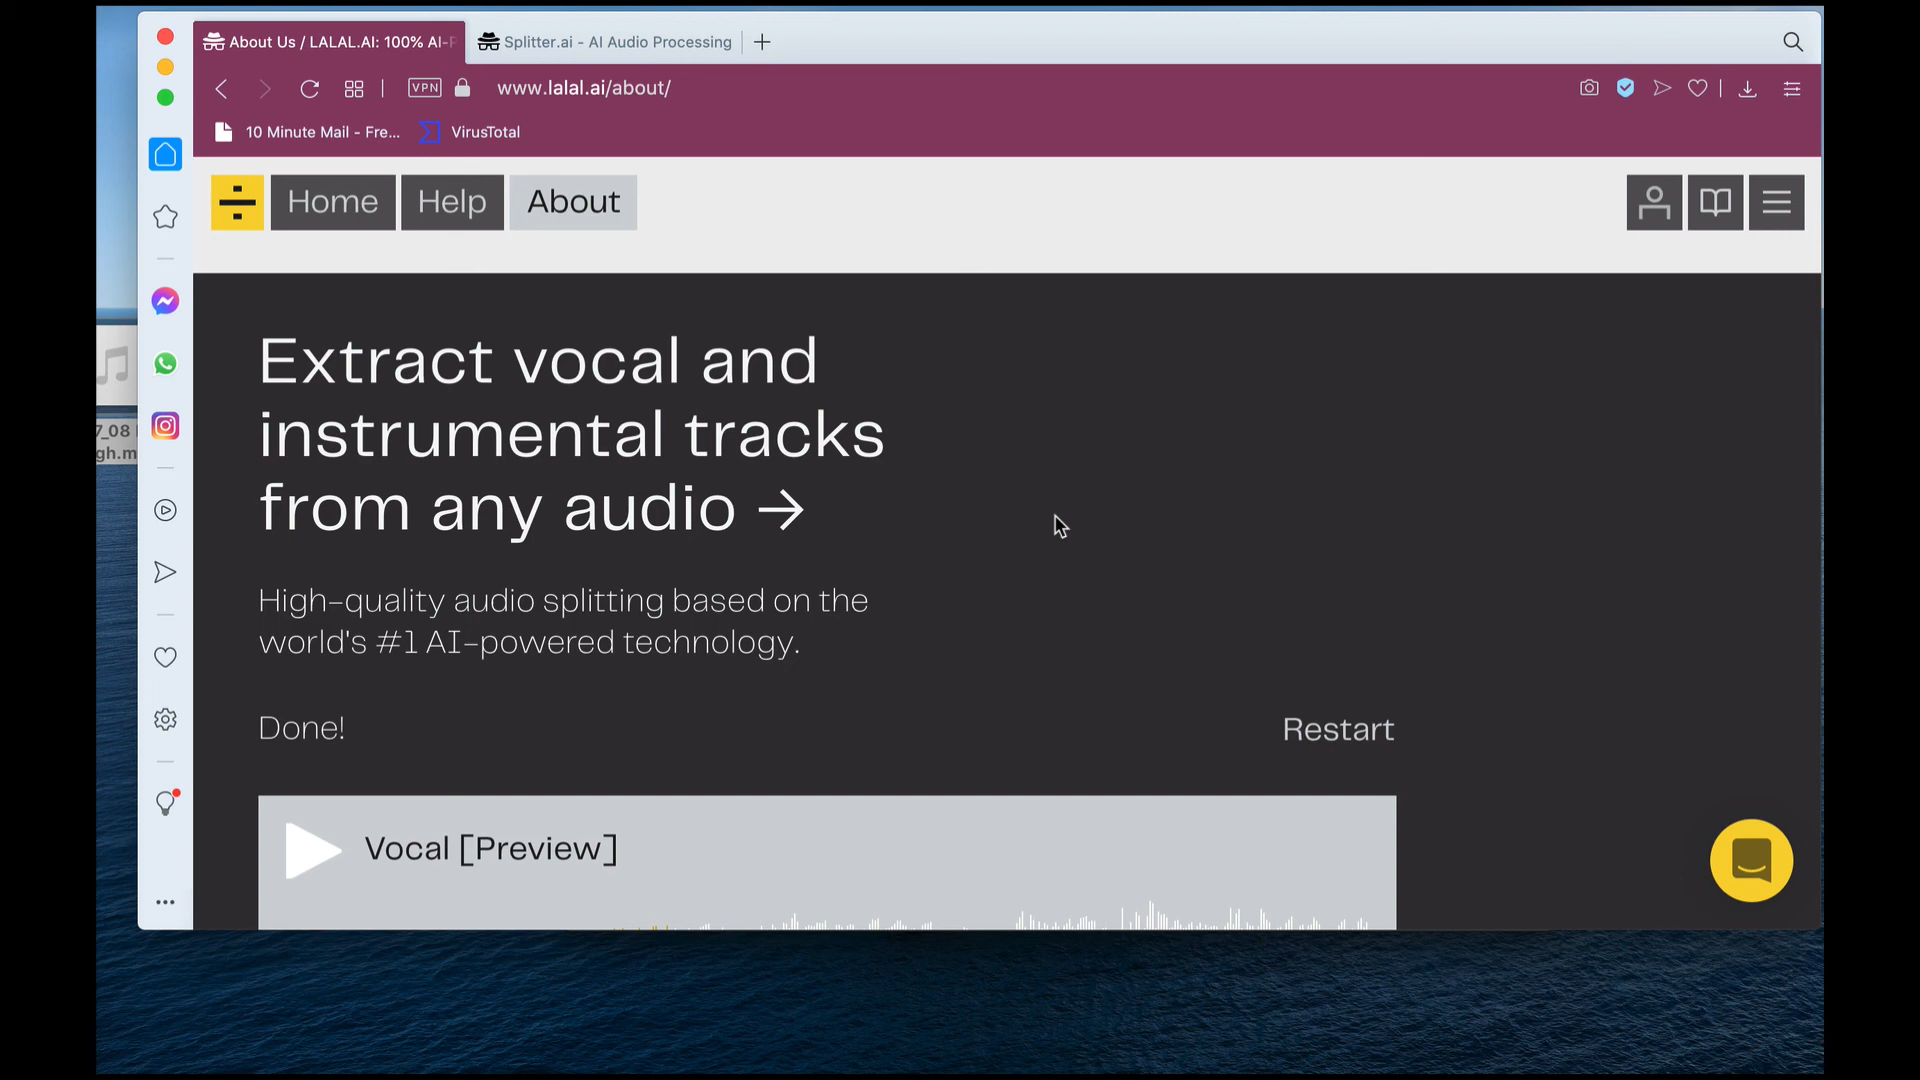 About Us / LALAL.AI: 100% AI-P
Splitter.ai - AI Audio Processing
VPN
www.lalal.ai/about/
10 Minute Mail - Fre...
VirusTotal
Home
Help
About
Extract vocal and
instrumental tracks
from any audio →
7_08
gh.m
High-quality audio splitting based on the
world's #1 AI-powered technology.
Done!
Restart
Vocal [Preview]